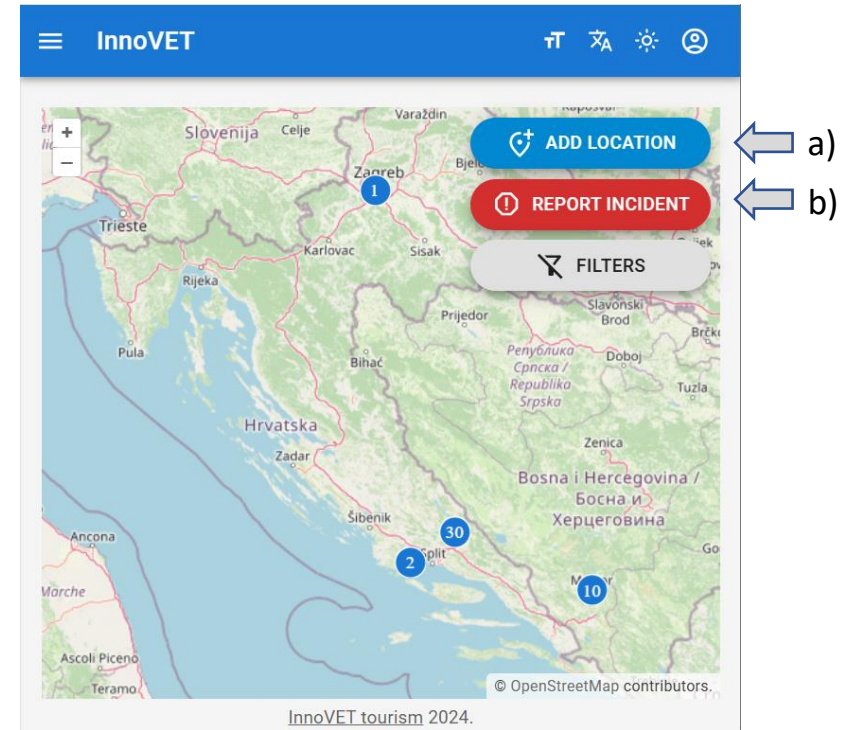 InnoVET
+
–
ADD LOCATION
a)
REPORT INCIDENT
b)
FILTERS
Slovenija
Celje
Varaždin
Zagreb
1
Trieste
Karlovac
Sisak
Rijeka
Slavonski
Brod
Prijedor
Pula
Bihać
Република
Српска /
Republika
Srpska
Doboj
Tuzla
Hrvatska
Zenica
Zadar
Bosna i Hercegovina /
Босна и
Херцеговина
Šibenik
30
Ancona
2
Split
10
Marche
Ascoli Piceno
Teramo
© OpenStreetMap contributors.
InnoVET tourism 2024.